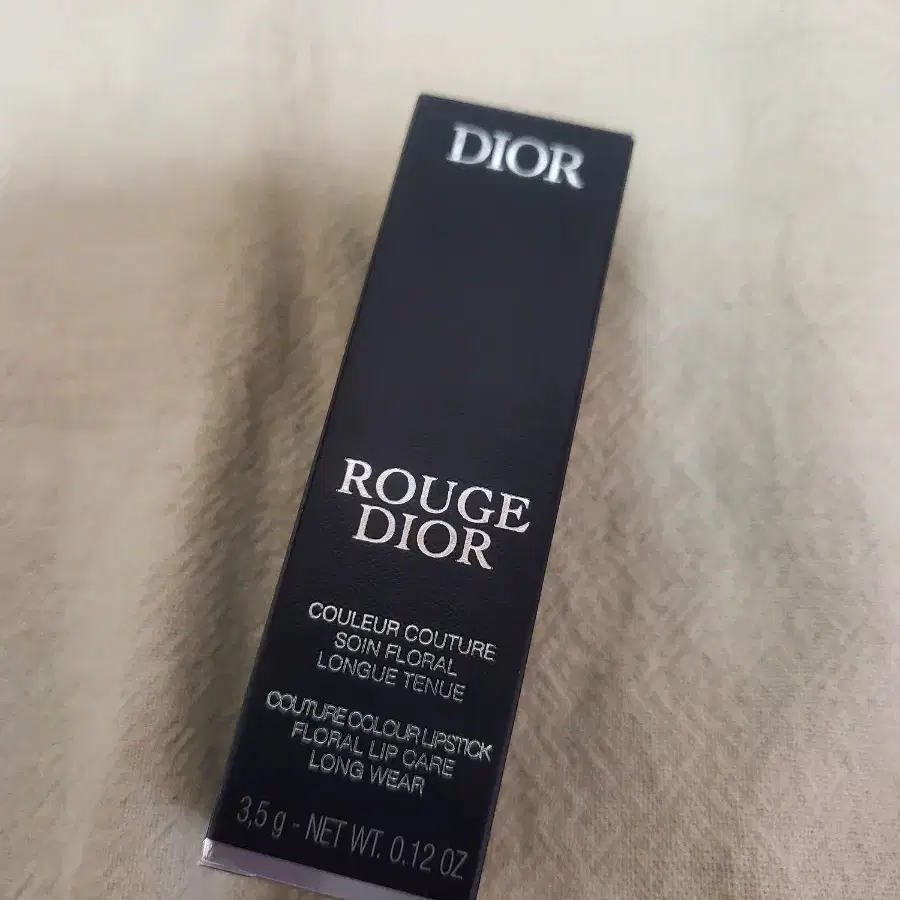 DIOR
ROUGE
DIOR
COULEUR COUTURE
SOIN FLORAL
LONGUE TENUE
COUTURE COLOUR LIPSTICK
FLORAL LIP CARE
LONG WEAR
3,5 g - NET WT. 0.12 OZ